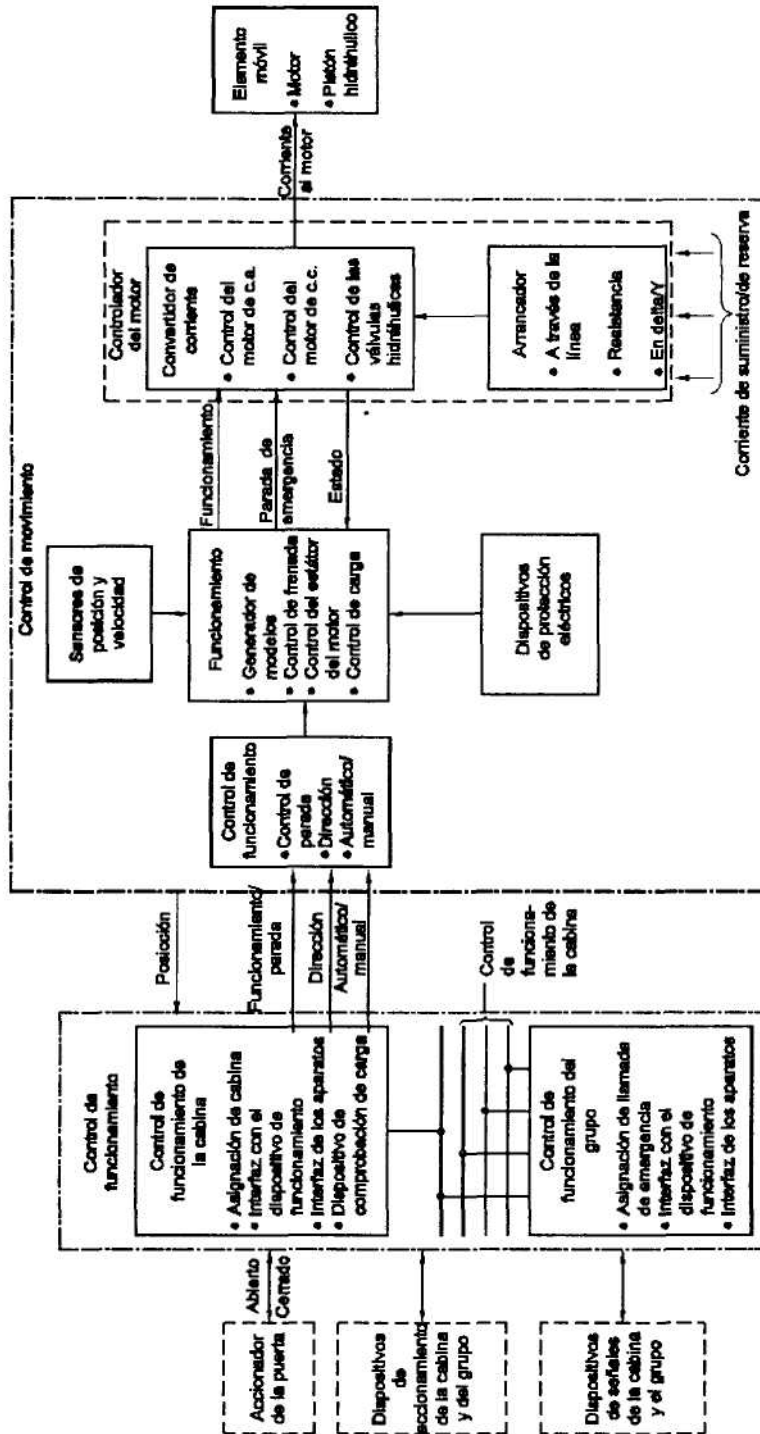 Control de movimiento
Accionador
de la puerta
Abierto
Cerrado
Dispositivos
de
eccionamiento
de la cabina
y del grupo
Dispositivos
de señales
de la cabina
y el grupo
Control de
funcionamiento
Control de
funcionamiento de
la cabina
• Asignación de cabina
• Interfaz con el
dispositivo de
funcionamiento
• Interfaz de los aparatos
• Dispositivo de
comprobación de carga
Control de
funcionamiento del
grupo
• Asignación de llamada
de emergencia
• Interfaz con el
dispositivo de
funcionamiento
• Interfaz de los aparatos
Posicción
Funcionamiento/
parada
Dirección
Automético/
manual
Control
de
funciona-
miento de
la cabina
Control de
funcionamiento
• Control de
parada
• Dirección
• Automético/
manual
Sensores de
posición y
velocidad
Funcionamiento
• Generador de
modelos
• Control de frenada
• Control del estátor
del motor
• Control de carga
Dispositivos
de protección
eléctricos
Funcionamiento
Parada de
emergencia
Estado
Controlador
del motor
Convertidor de
corriente
• Control del
motor de c.a.
• Control del
motor de c.c.
• Control de las
válvulas
hidráulicas
Arrancador
• A través de la
línea
• Resistencia
• En delta/Y
Corriente de suministro/de reserva
Corriente
al motor
Elemento
móvil
• Motor
• Pistón
hidráhulico